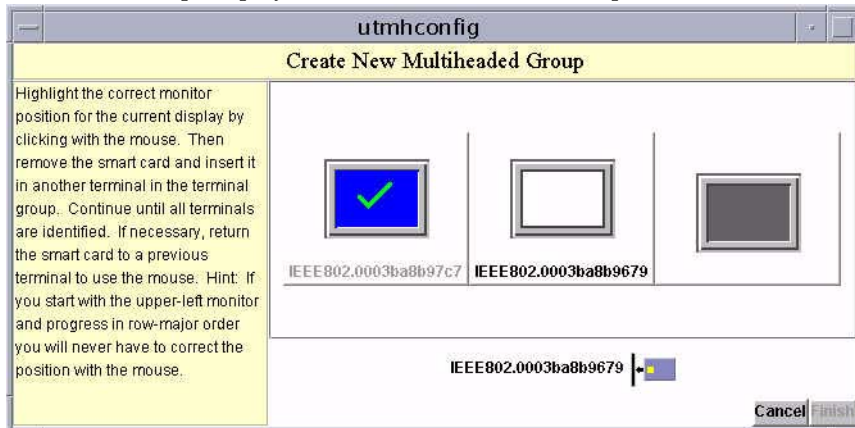 utmhconfig
Create New Multiheaded Group
Highlight the correct monitor
position for the current display by
clicking with the mouse. Then
remove the smart card and insert it
in another terminal in the terminal
group. Continue until all terminals
are identified. If necessary, return
the smart card to a previous
terminal to use the mouse. Hint: If
you start with the upper-left monitor
and progress in row-major order
you will never have to correct the
position with the mouse.
IEEE802.0003ba8b97c7
IEEE802.0003ba8b9679
IEEE802.0003ba8b9679
Cancel
Finish